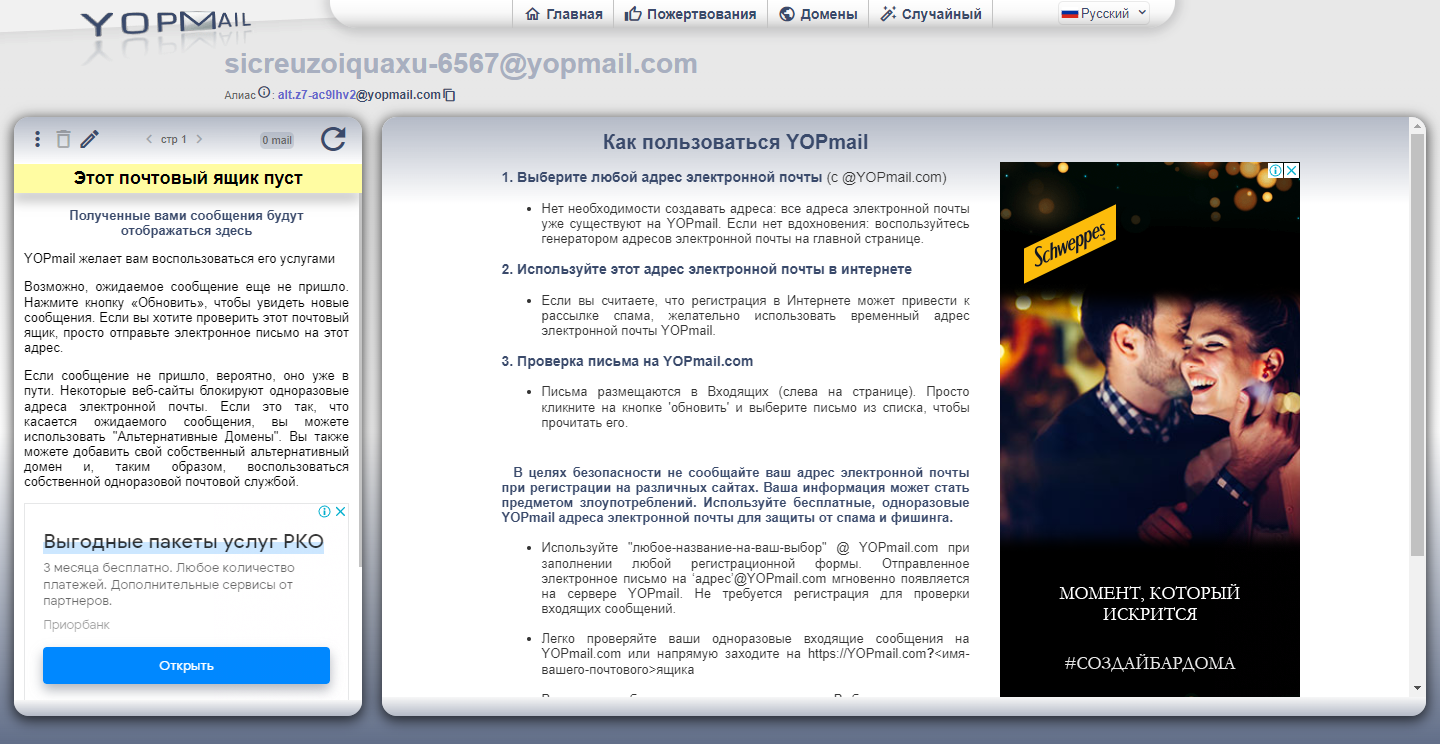 YOPMAIL
Главная
Пожертвования
Домены
Случайный
Русский
sicreuzoiquaxu-6567@yopmail.com
Алиас : alt.z7-ac9lhv2@yopmail.com
стр 1
0 mail
Этот почтовый ящик пуст
Полученные вами сообщения будут
отображаться здесь
YOPmail желает вам воспользоваться его услугами
Возможно, ожидаемое сообщение еще не пришло.
Нажмите кнопку «Обновить», чтобы увидеть новые
сообщения. Если вы хотите проверить этот почтовый
ящик, просто отправьте электронное письмо на этот
адрес.
Если сообщение не пришло, вероятно, оно уже в
пути. Некоторые веб-сайты блокируют одноразовые
адреса электронной почты. Если это так, что
касается ожидаемого сообщения, вы можете
использовать "Альтернативные Домены". Вы также
можете добавить свой собственный альтернативный
домен и, таким образом, воспользоваться
собственной одноразовой почтовой службой.
Выгодные пакеты услуг РКО
3 месяца бесплатно. Любое количество
платежей. Дополнительные сервисы от
партнеров.
Приорбанк
Открыть
Как пользоваться YOPmail
1. Выберите любой адрес электронной почты (с @YOPmail.com)
• Нет необходимости создавать адреса: все адреса электронной почты
уже существуют на YOPmail. Если нет вдохновения: воспользуйтесь
генератором адресов электронной почты на главной странице.
2. Используйте этот адрес электронной почты в интернете
• Если вы считаете, что регистрация в Интернете может привести к
рассылке спама, желательно использовать временный адрес
электронной почты YOPmail.
3. Проверка письма на YOPmail.com
• Письма размещаются в Входящих (слева на странице). Просто
кликните на кнопке 'обновить' и выберите письмо из списка, чтобы
прочитать его.
В целях безопасности не сообщайте ваш адрес электронной почты
при регистрации на различных сайтах. Ваша информация может стать
предметом злоупотреблений. Используйте бесплатные, одноразовые
YOPmail адреса электронной почты для защиты от спама и фишинга.
• Используйте "любое-название-на-ваш-выбор" @ YOPmail.com при
заполнении любой регистрационной формы. Отправленное
электронное письмо на ‘адрес’@YOPmail.com мгновенно появляется
на сервере YOPmail. Не требуется регистрация для проверки
входящих сообщений.
• Легко проверяйте ваши одноразовые входящие сообщения на
YOPmail.com или напрямую заходите на https://YOPmail.com?<имя-
вашего-почтового>ящика
Schweppes
МОМЕНТ, КОТОРЫЙ
ИСКРИТСЯ
#СОЗДАЙБАРДОМА